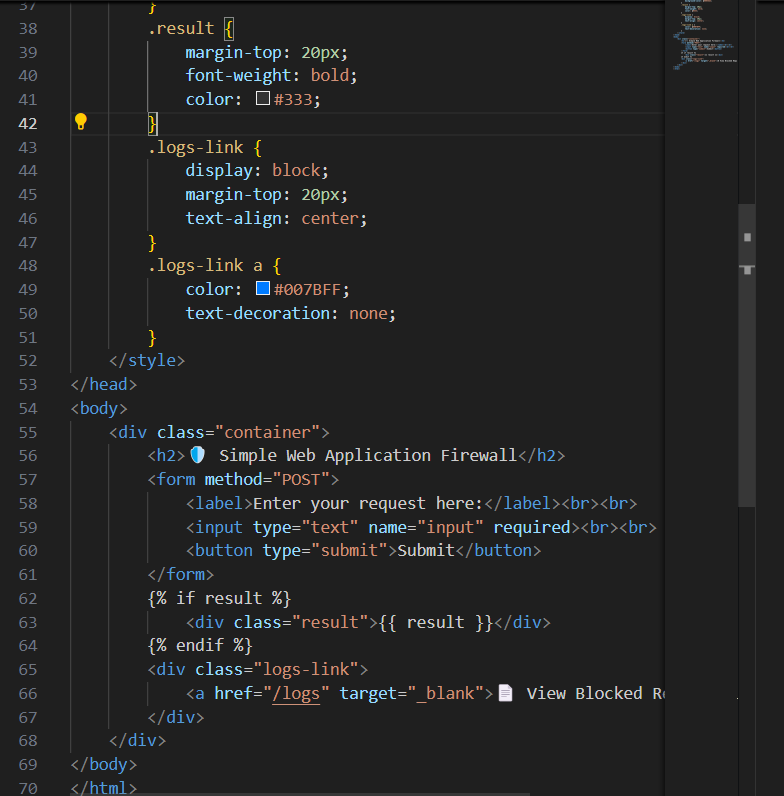 37 }
38 .result {
39 margin-top: 20px;
40 font-weight: bold;
41 color: #333;
42 }
43 .logs-link {
44 display: block;
45 margin-top: 20px;
46 text-align: center;
47 }
48 .logs-link a {
49 color: #007BFF;
50 text-decoration: none;
51 }
52 </style>
53 </head>
54 <body>
55 <div class="container">
56 <h2>🛡️ Simple Web Application Firewall</h2>
57 <form method="POST">
58 <label>Enter your request here:</label><br><br>
59 <input type="text" name="input" required><br><br>
60 <button type="submit">Submit</button>
61 </form>
62 {% if result %}
63 <div class="result">{{ result }}</div>
64 {% endif %}
65 <div class="logs-link">
66 <a href="/logs" target="_blank">📄 View Blocked
67 </div>
68 </div>
69 </body>
70 </html>